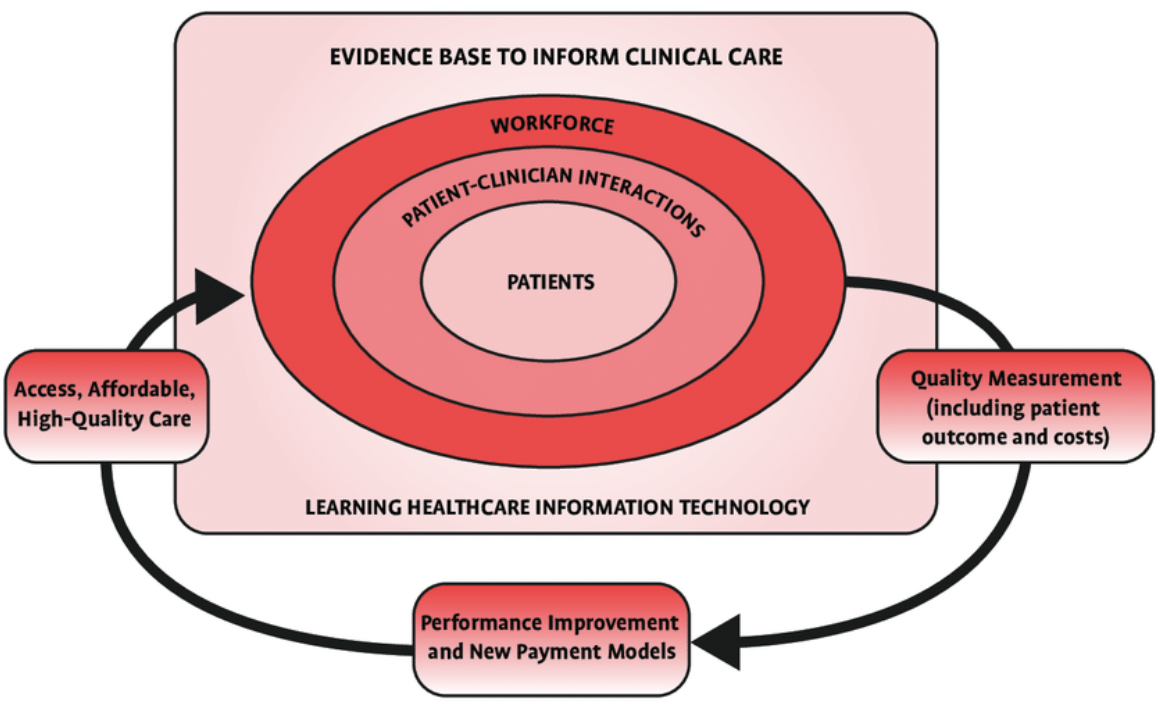 EVIDENCE BASE TO INFORM CLINICAL CARE
WORKFORCE
PATIENT-CLINICIAN INTERACTIONS
PATIENTS
Access, Affordable,
High-Quality Care
Quality Measurement
(including patient
outcome and costs)
LEARNING HEALTHCARE INFORMATION TECHNOLOGY
Performance Improvement
and New Payment Models